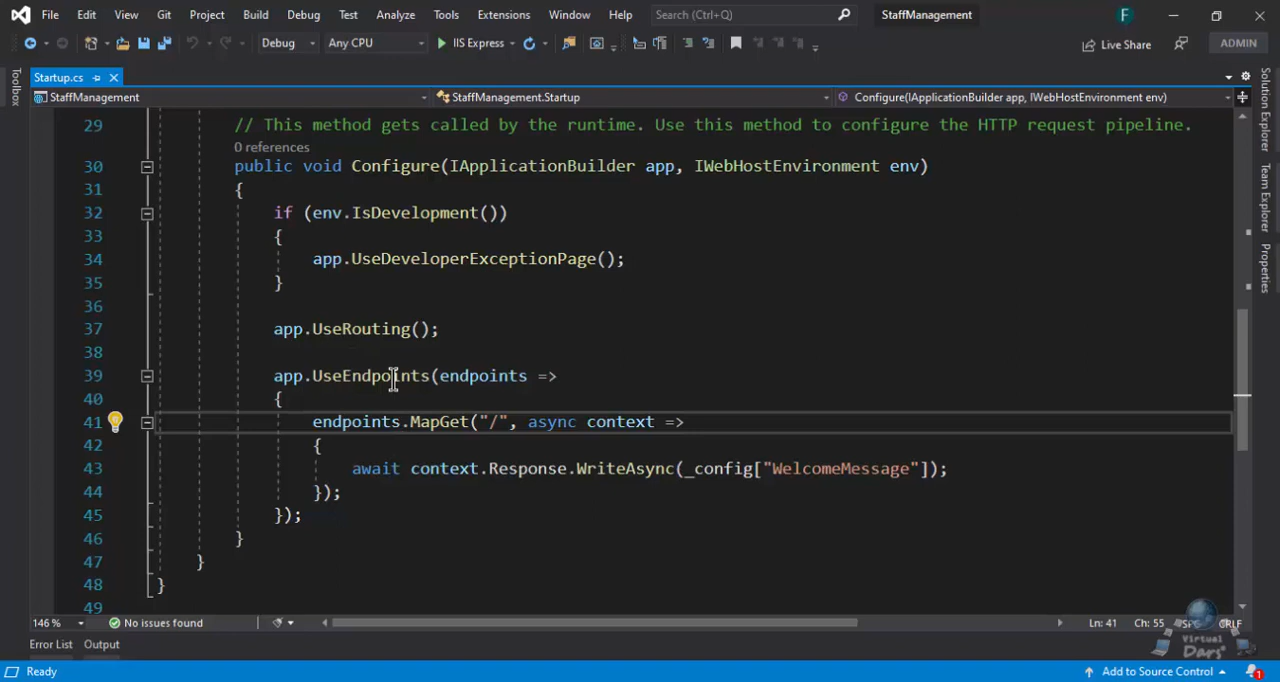 File Edit View Git Project Build Debug Test Analyze Tools Extensions Window Help Search (Ctrl+Q) StaffManagement F
Debug Any CPU IIS Express Live Share ADMIN
Toolbox
Startup.cs
StaffManagement StaffManagement.Startup Configure(IApplicationBuilder app, IWebHostEnvironment env)
29 // This method gets called by the runtime. Use this method to configure the HTTP request pipeline.
0 references
30 public void Configure(IApplicationBuilder app, IWebHostEnvironment env)
31 {
32 if (env.IsDevelopment())
33 {
34 app.UseDeveloperExceptionPage();
35 }
36
37 app.UseRouting();
38
39 app.UseEndpoints(endpoints =>
40 {
41 endpoints.MapGet("/", async context =>
42 {
43 await context.Response.WriteAsync(_config["WelcomeMessage"]);
44 });
45 });
46 }
47 }
48 }
49
Solution Explorer
Team Explorer
Properties
146 % No issues found Ln: 41 Ch: 55 SPC CRLF
Error List Output
Virtual
Dars
Ready Add to Source Control 1